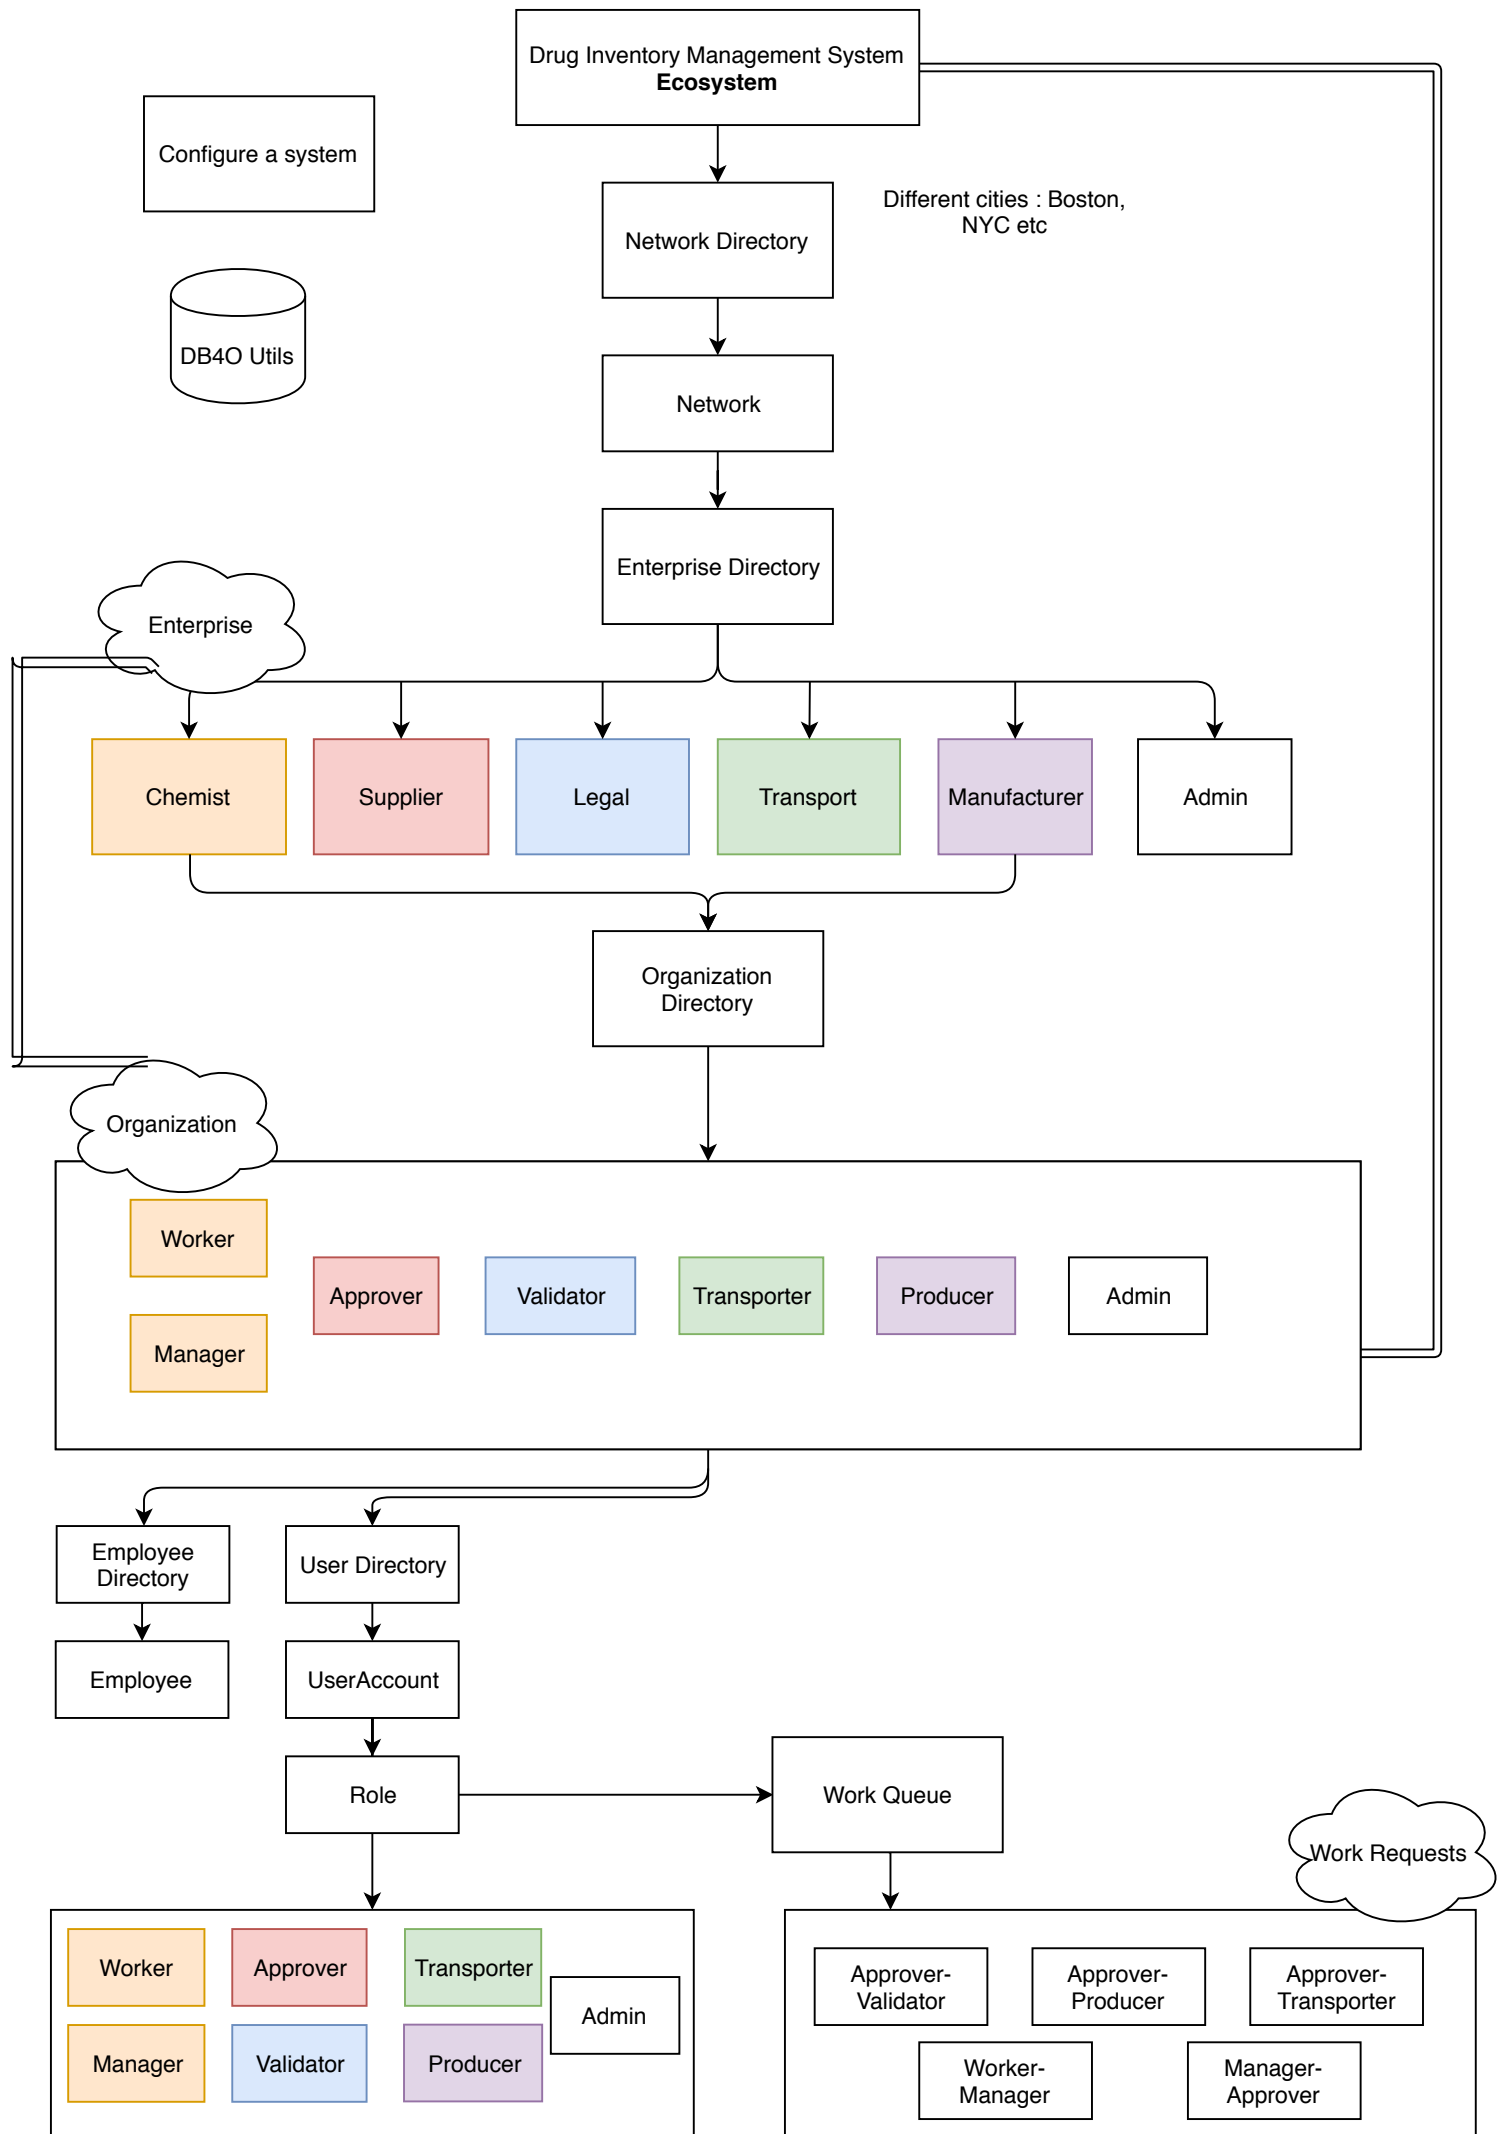 Drug Inventory Management System
Ecosystem
Configure a system
Different cities : Boston,
NYC etc
Network Directory
DB4O Utils
Network
Enterprise Directory
Enterprise
Chemist
Supplier
Legal
Transport
Manufacturer
Admin
Organization
Directory
Organization
Worker
Approver
Validator
Transporter
Producer
Admin
Manager
Employee
Directory
User Directory
Employee
UserAccount
Role
Work Queue
Work Requests
Worker
Approver
Transporter
Admin
Manager
Validator
Producer
Approver-
Validator
Approver-
Producer
Approver-
Transporter
Worker-
Manager
Manager-
Approver